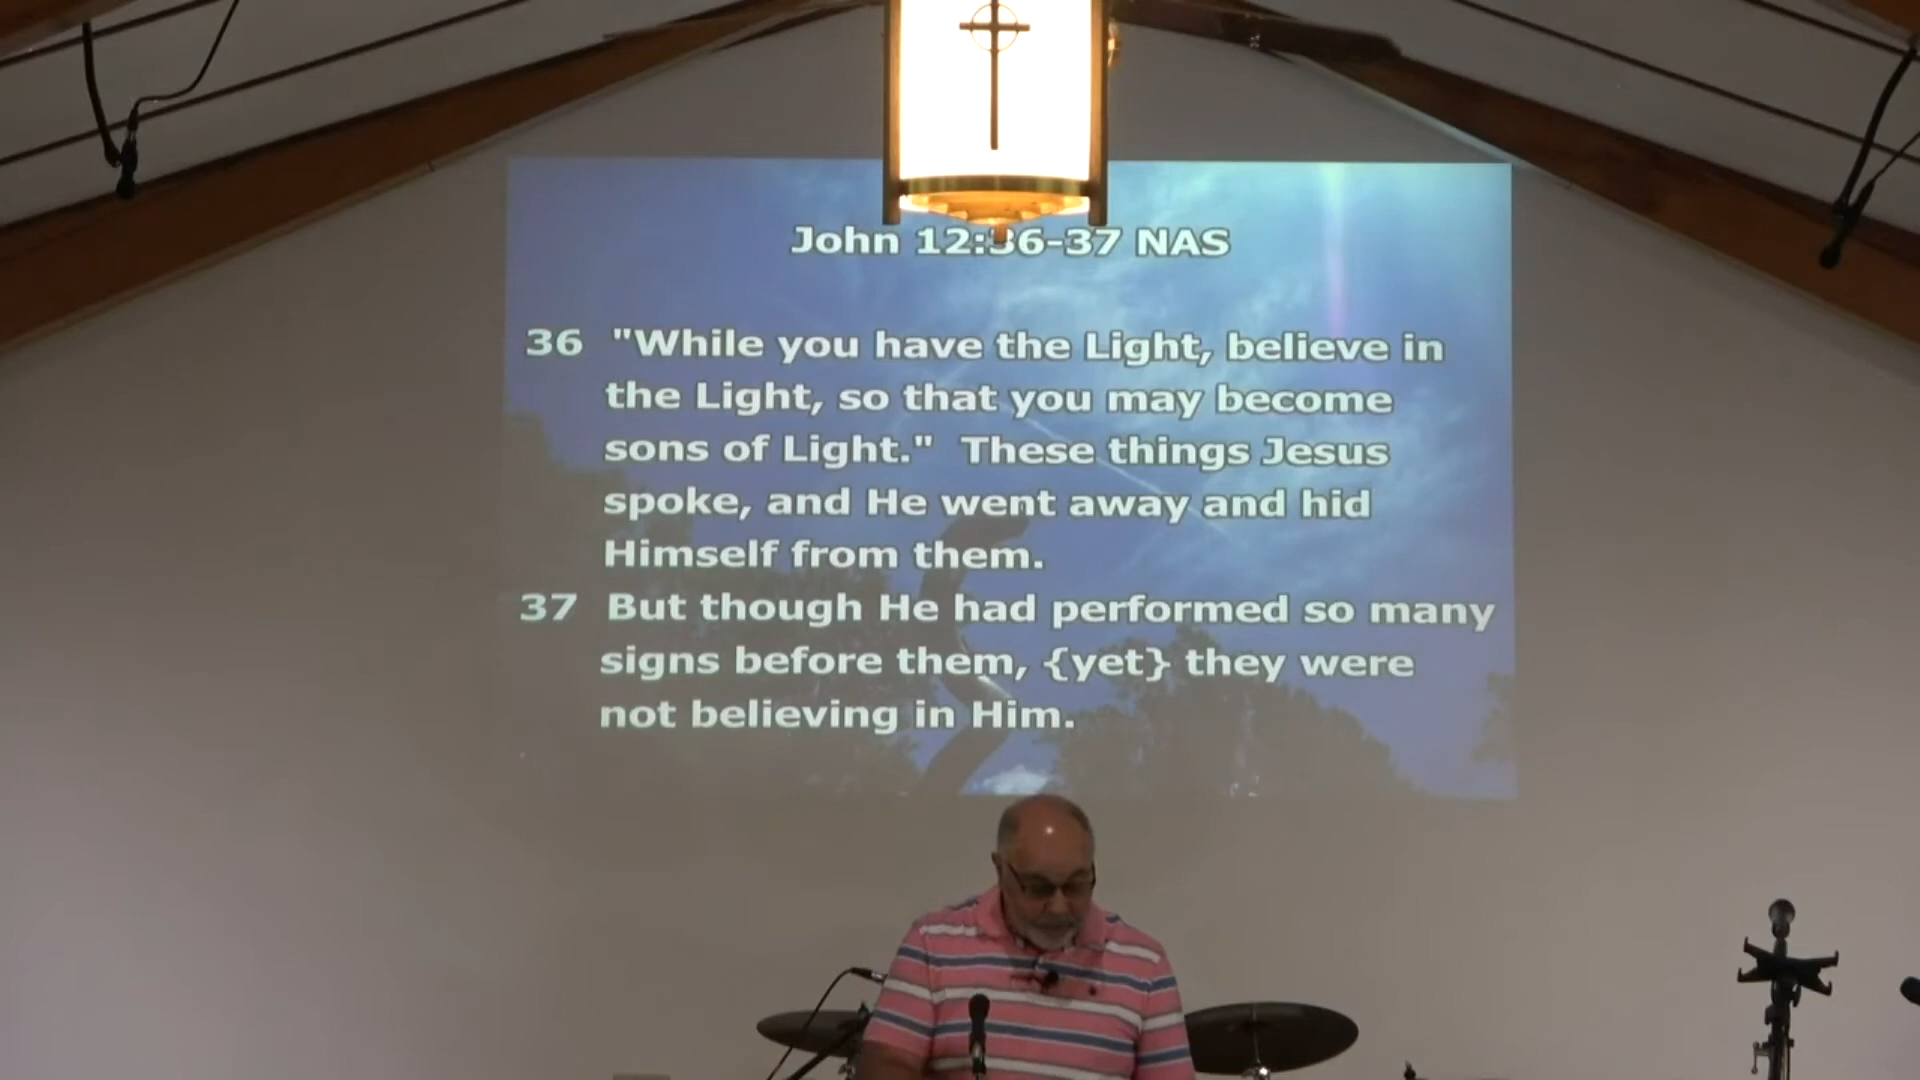 John 12:36-37 NAS
36 "While you have the Light, believe in
the Light, so that you may become
sons of Light." These things Jesus
spoke, and He went away and hid
Himself from them.
37 But though He had performed so many
signs before them, {yet} they were
not believing in Him.